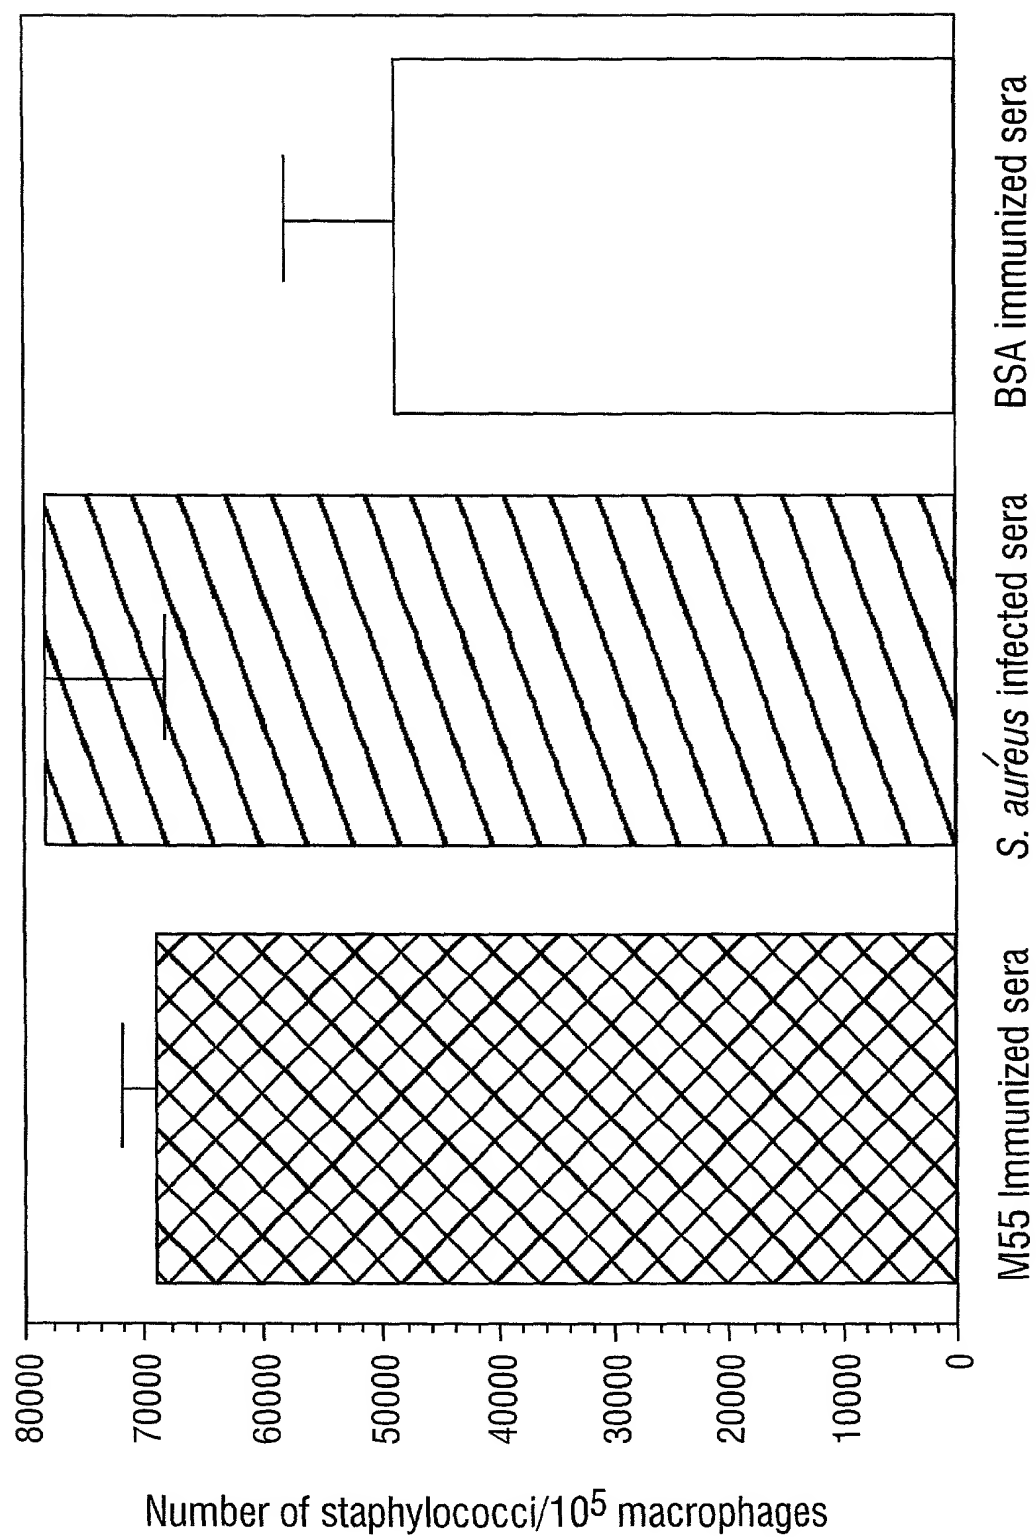 Number of staphylococci/10⁵ macrophages
80000
70000
60000
50000
40000
30000
20000
10000
0
M55 Immunized sera
S. aureus infected sera
BSA immunized sera